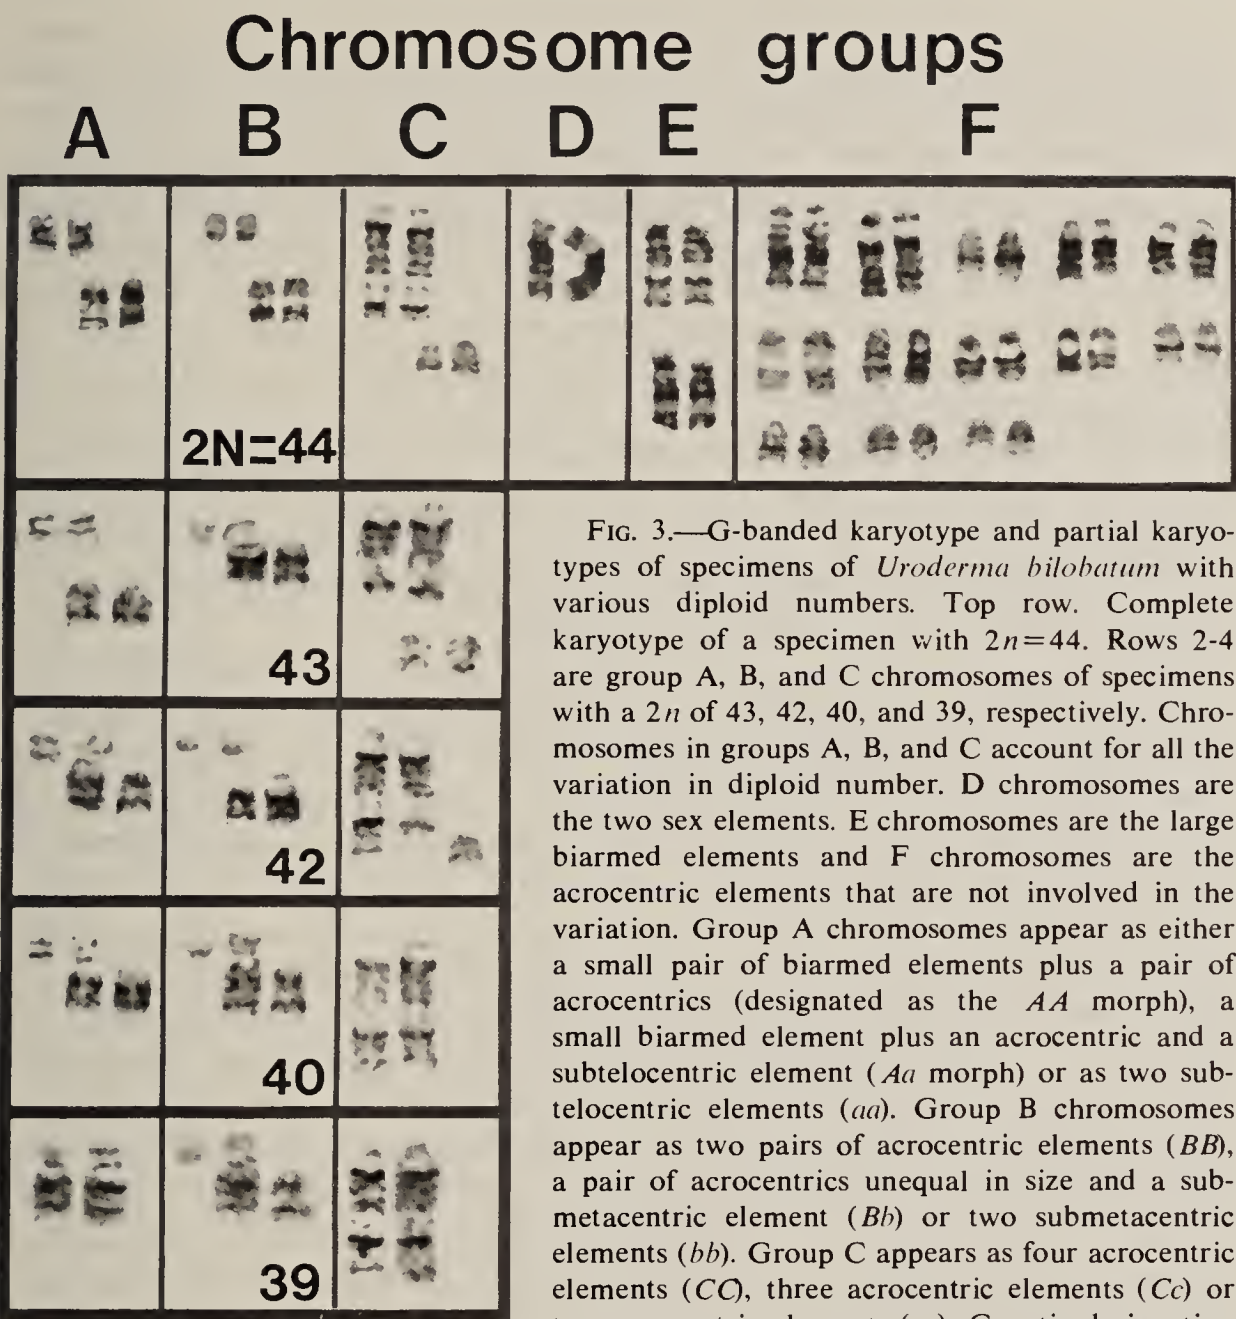 Chromosome groups
A B C D E F
2N=44
43
42
40
39
FIG. 3.—G-banded karyotype and partial karyo-
types of specimens of Uroderma bilobatum with
various diploid numbers. Top row. Complete
karyotype of a specimen with 2n=44. Rows 2-4
are group A, B, and C chromosomes of specimens
with a 2n of 43, 42, 40, and 39, respectively. Chro-
mosomes in groups A, B, and C account for all the
variation in diploid number. D chromosomes are
the two sex elements. E chromosomes are the large
biarmed elements and F chromosomes are the
acrocentric elements that are not involved in the
variation. Group A chromosomes appear as either
a small pair of biarmed elements plus a pair of
acrocentrics (designated as the AA morph), a
small biarmed element plus an acrocentric and a
subtelocentric element (Aa morph) or as two sub-
telocentric elements (aa). Group B chromosomes
appear as two pairs of acrocentric elements (BB),
a pair of acrocentrics unequal in size and a sub-
metacentric element (Bb) or two submetacentric
elements (bb). Group C appears as four acrocentric
elements (CC), three acrocentric elements (Cc) or